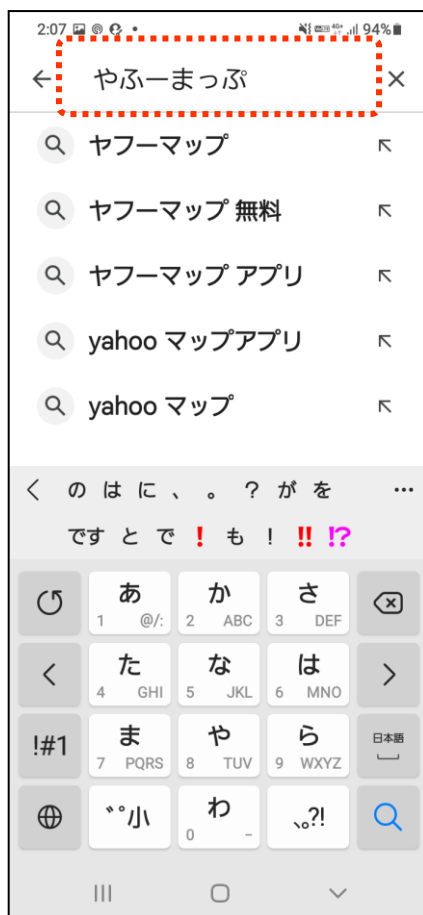 2:07 94%
やふーまっぷ
ヤフーマップ
ヤフーマップ 無料
ヤフーマップ アプリ
yahoo マップアプリ
yahoo マップ
の は に 、 。 ? が を …
です と で ! も ! !! !?
あ 1 @/: か 2 ABC さ 3 DEF
た 4 GHI な 5 JKL は 6 MNO
!#1 ま 7 PQRS や 8 TUV ら 9 WXYZ 日本語
゛゜小 わ 0 – 、。?!